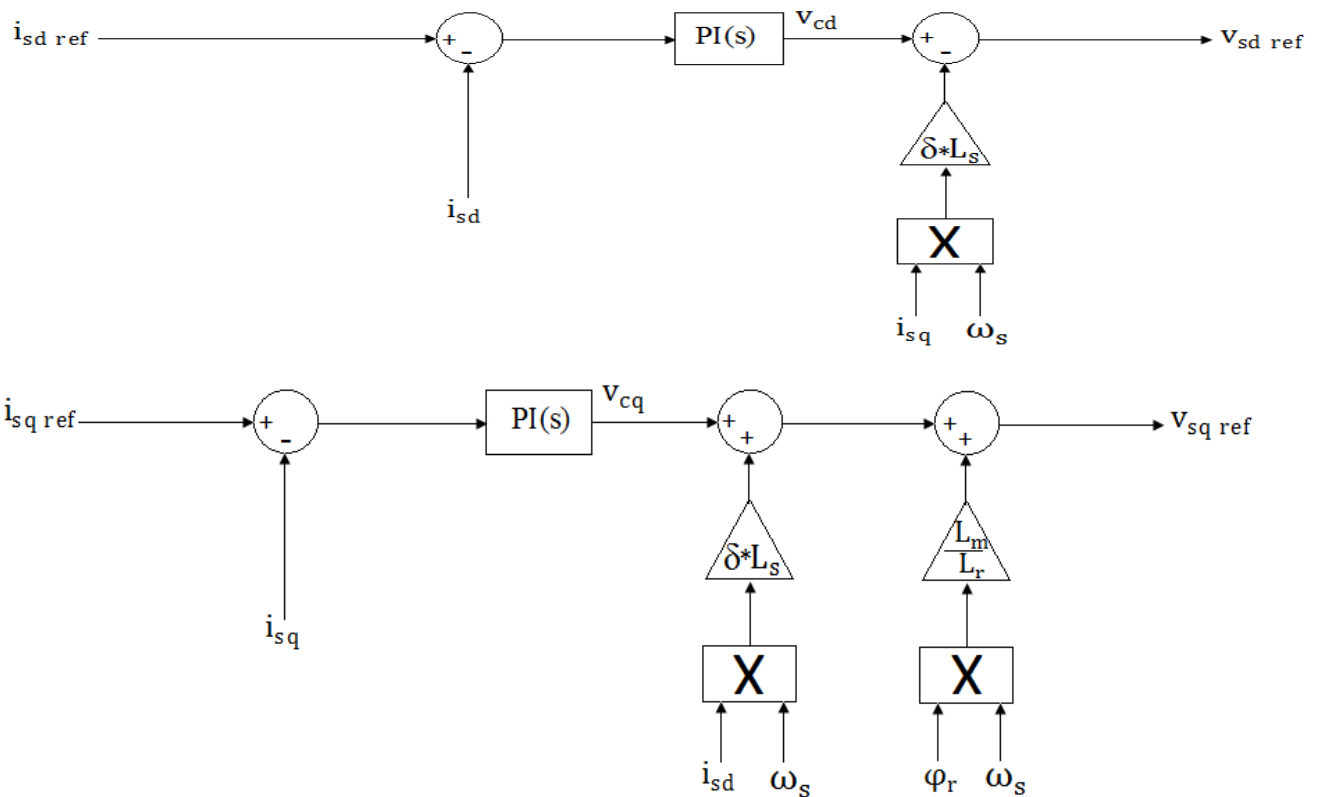 i_sd ref
+
-
PI(s)
v_cd
+
-
v_sd ref
δ*L_s
i_sd
X
i_sq
ω_s
i_sq ref
+
-
PI(s)
v_cq
+
+
+
+
v_sq ref
δ*L_s
L_m
L_r
i_sq
X
X
i_sd
ω_s
φ_r
ω_s